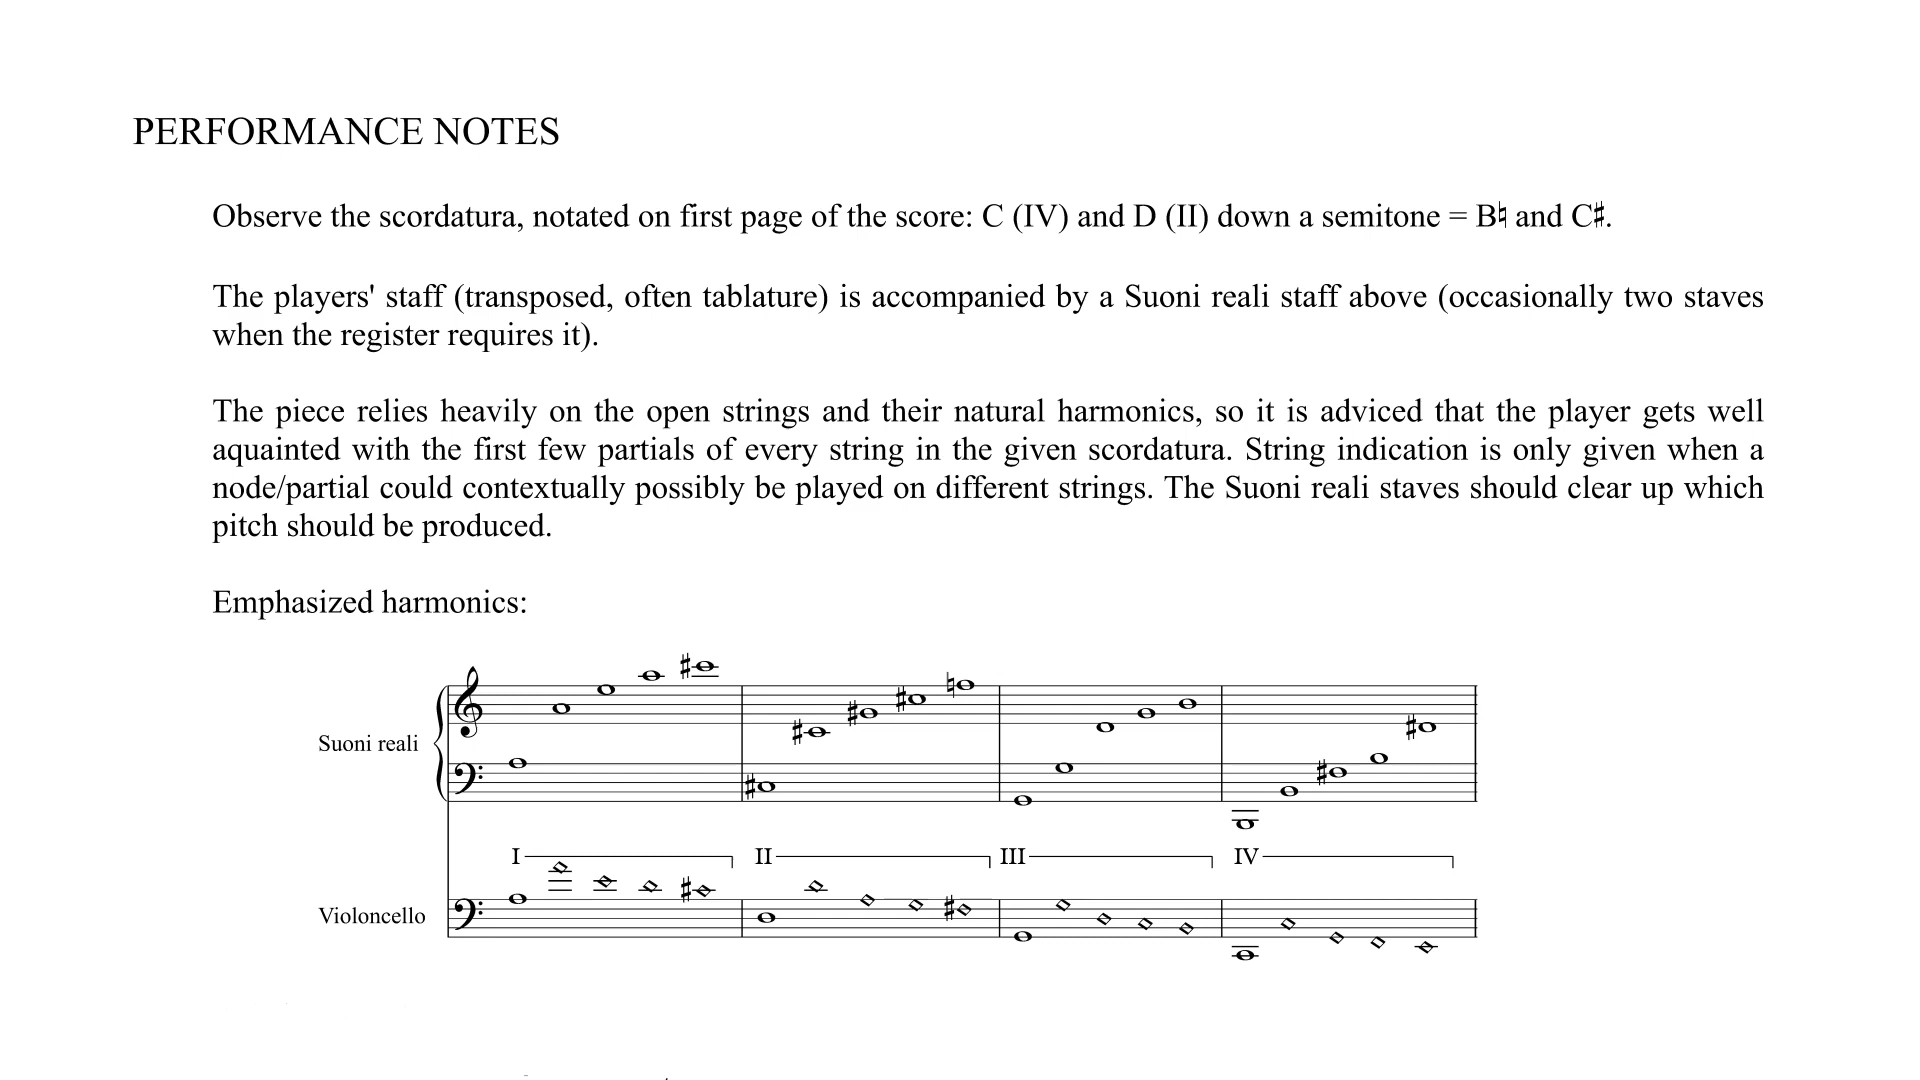 PERFORMANCE NOTES
Observe the scordatura, notated on first page of the score: C (IV) and D (II) down a semitone = B♮ and C♯.
The players' staff (transposed, often tablature) is accompanied by a Suoni reali staff above (occasionally two staves
when the register requires it).
The piece relies heavily on the open strings and their natural harmonics, so it is adviced that the player gets well
aquainted with the first few partials of every string in the given scordatura. String indication is only given when a
node/partial could contextually possibly be played on different strings. The Suoni reali staves should clear up which
pitch should be produced.
Emphasized harmonics:
Suoni reali
I II III IV
Violoncello